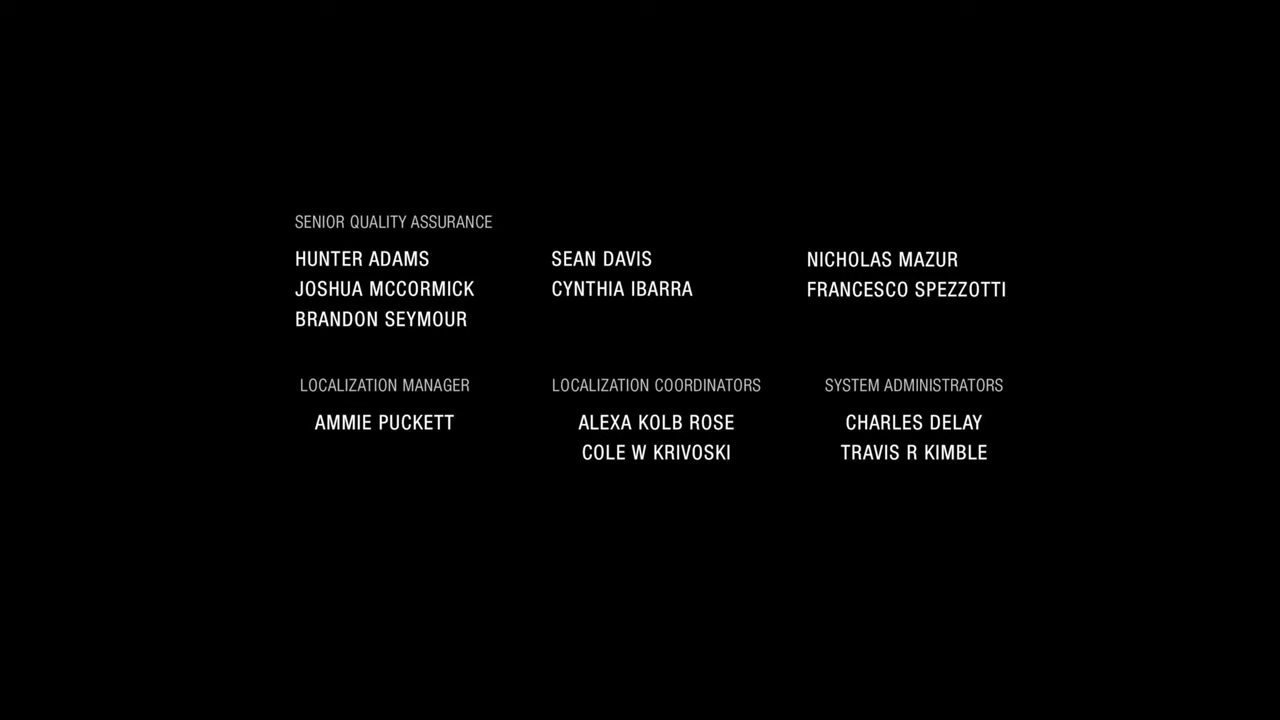 SENIOR QUALITY ASSURANCE
HUNTER ADAMS
JOSHUA MCCORMICK
BRANDON SEYMOUR
SEAN DAVIS
CYNTHIA IBARRA
NICHOLAS MAZUR
FRANCESCO SPEZZOTTI
LOCALIZATION MANAGER
AMMIE PUCKETT
LOCALIZATION COORDINATORS
ALEXA KOLB ROSE
COLE W KRIVOSKI
SYSTEM ADMINISTRATORS
CHARLES DELAY
TRAVIS R KIMBLE